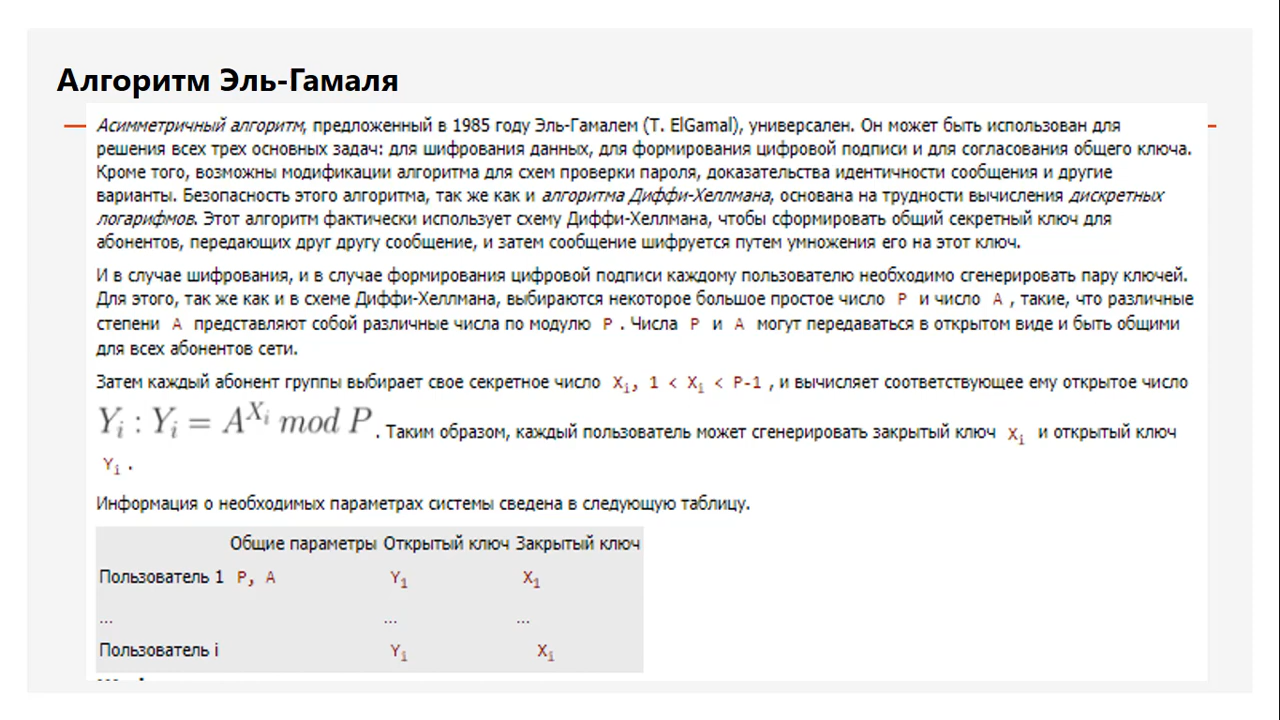 Алгоритм Эль-Гамаля
Асимметричный алгоритм, предложенный в 1985 году Эль-Гамалем (T. ElGamal), универсален. Он может быть использован для
решения всех трех основных задач: для шифрования данных, для формирования цифровой подписи и для согласования общего ключа.
Кроме того, возможны модификации алгоритма для схем проверки пароля, доказательства идентичности сообщения и другие
варианты. Безопасность этого алгоритма, так же как и алгоритма Диффи-Хеллмана, основана на трудности вычисления дискретных
логарифмов. Этот алгоритм фактически использует схему Диффи-Хеллмана, чтобы сформировать общий секретный ключ для
абонентов, передающих друг другу сообщение, и затем сообщение шифруется путем умножения его на этот ключ.
И в случае шифрования, и в случае формирования цифровой подписи каждому пользователю необходимо сгенерировать пару ключей.
Для этого, так же как и в схеме Диффи-Хеллмана, выбираются некоторое большое простое число P и число A , такие, что различные
степени A представляют собой различные числа по модулю P . Числа P и A могут передаваться в открытом виде и быть общими
для всех абонентов сети.
Затем каждый абонент группы выбирает свое секретное число Xi, 1 < Xi < P-1 , и вычисляет соответствующее ему открытое число
Yi : Yi = A^Xi mod P . Таким образом, каждый пользователь может сгенерировать закрытый ключ Xi и открытый ключ
Yi .
Информация о необходимых параметрах системы сведена в следующую таблицу.
Общие параметры Открытый ключ Закрытый ключ
Пользователь 1 P, A Y1 X1
... ... ...
Пользователь i Yi Xi